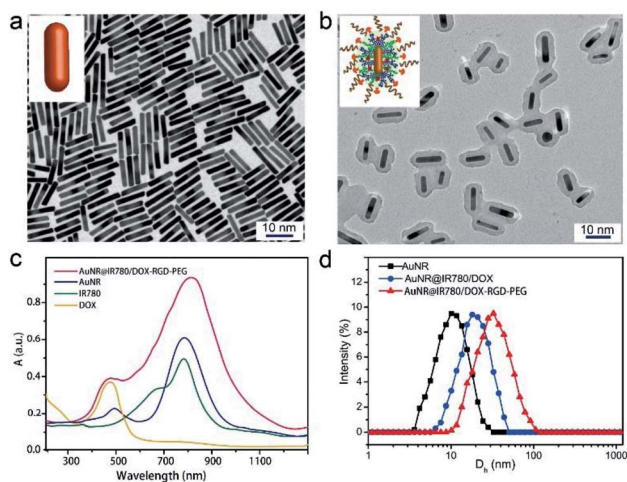 a
10 nm
b
10 nm
c
AuNR@IR780/DOX-RGD-PEG
AuNR
IR780
DOX
A (a.u.)
0.8
0.6
0.4
0.2
0.0
200 500 700 900 1100
Wavelength (nm)
d
AuNR
AuNR@IR780/DOX
AuNR@IR780/DOX-RGD-PEG
Intensity (%)
12
10
8
6
4
2
0
1 10 100 1000
D_h (nm)